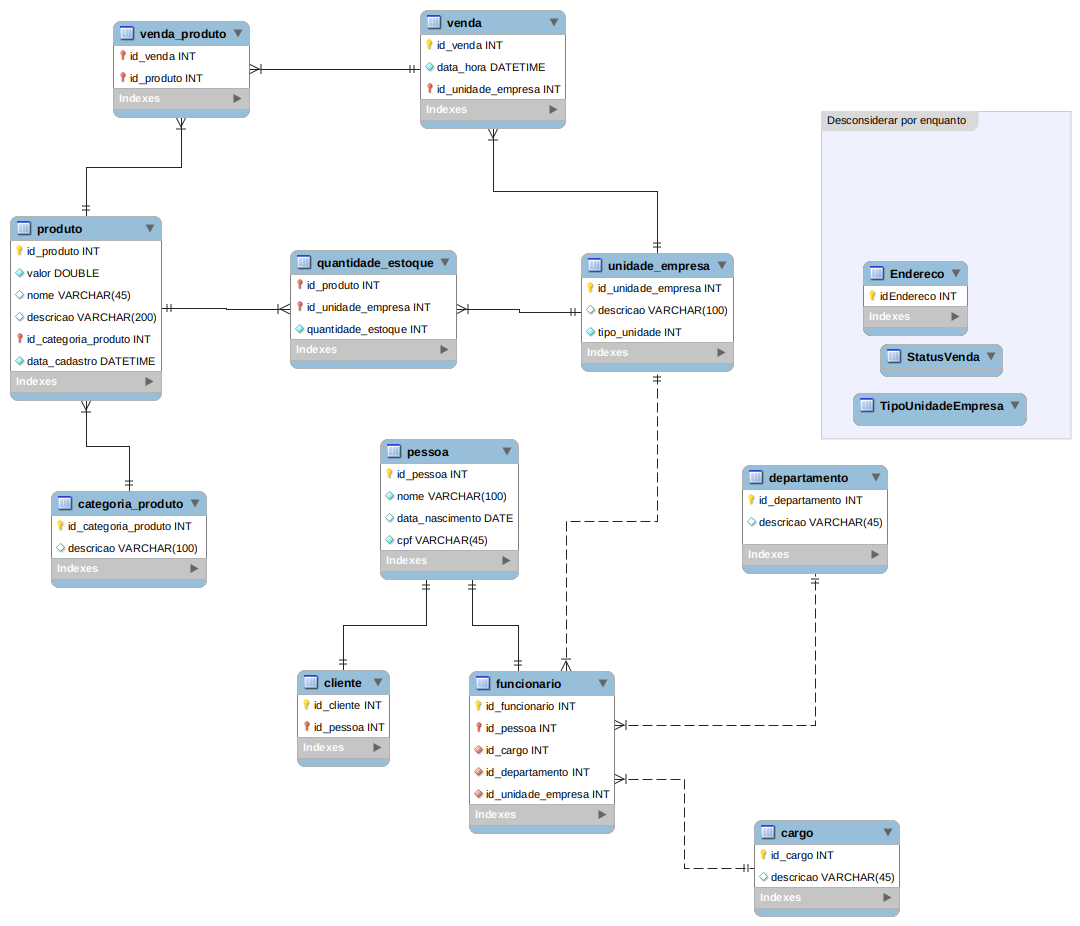 venda_produto
id_venda INT
id_produto INT
Indexes
venda
id_venda INT
data_hora DATETIME
id_unidade_empresa INT
Indexes
Desconsiderar por enquanto
Endereco
idEndereco INT
Indexes
StatusVenda
TipoUnidadeEmpresa
produto
id_produto INT
valor DOUBLE
nome VARCHAR(45)
descricao VARCHAR(200)
id_categoria_produto INT
data_cadastro DATETIME
Indexes
quantidade_estoque
id_produto INT
id_unidade_empresa INT
quantidade_estoque INT
Indexes
unidade_empresa
id_unidade_empresa INT
descricao VARCHAR(100)
tipo_unidade INT
Indexes
categoria_produto
id_categoria_produto INT
descricao VARCHAR(100)
Indexes
pessoa
id_pessoa INT
nome VARCHAR(100)
data_nascimento DATE
cpf VARCHAR(45)
Indexes
departamento
id_departamento INT
descricao VARCHAR(45)
Indexes
cliente
id_cliente INT
id_pessoa INT
Indexes
funcionario
id_funcionario INT
id_pessoa INT
id_cargo INT
id_departamento INT
id_unidade_empresa INT
Indexes
cargo
id_cargo INT
descricao VARCHAR(45)
Indexes